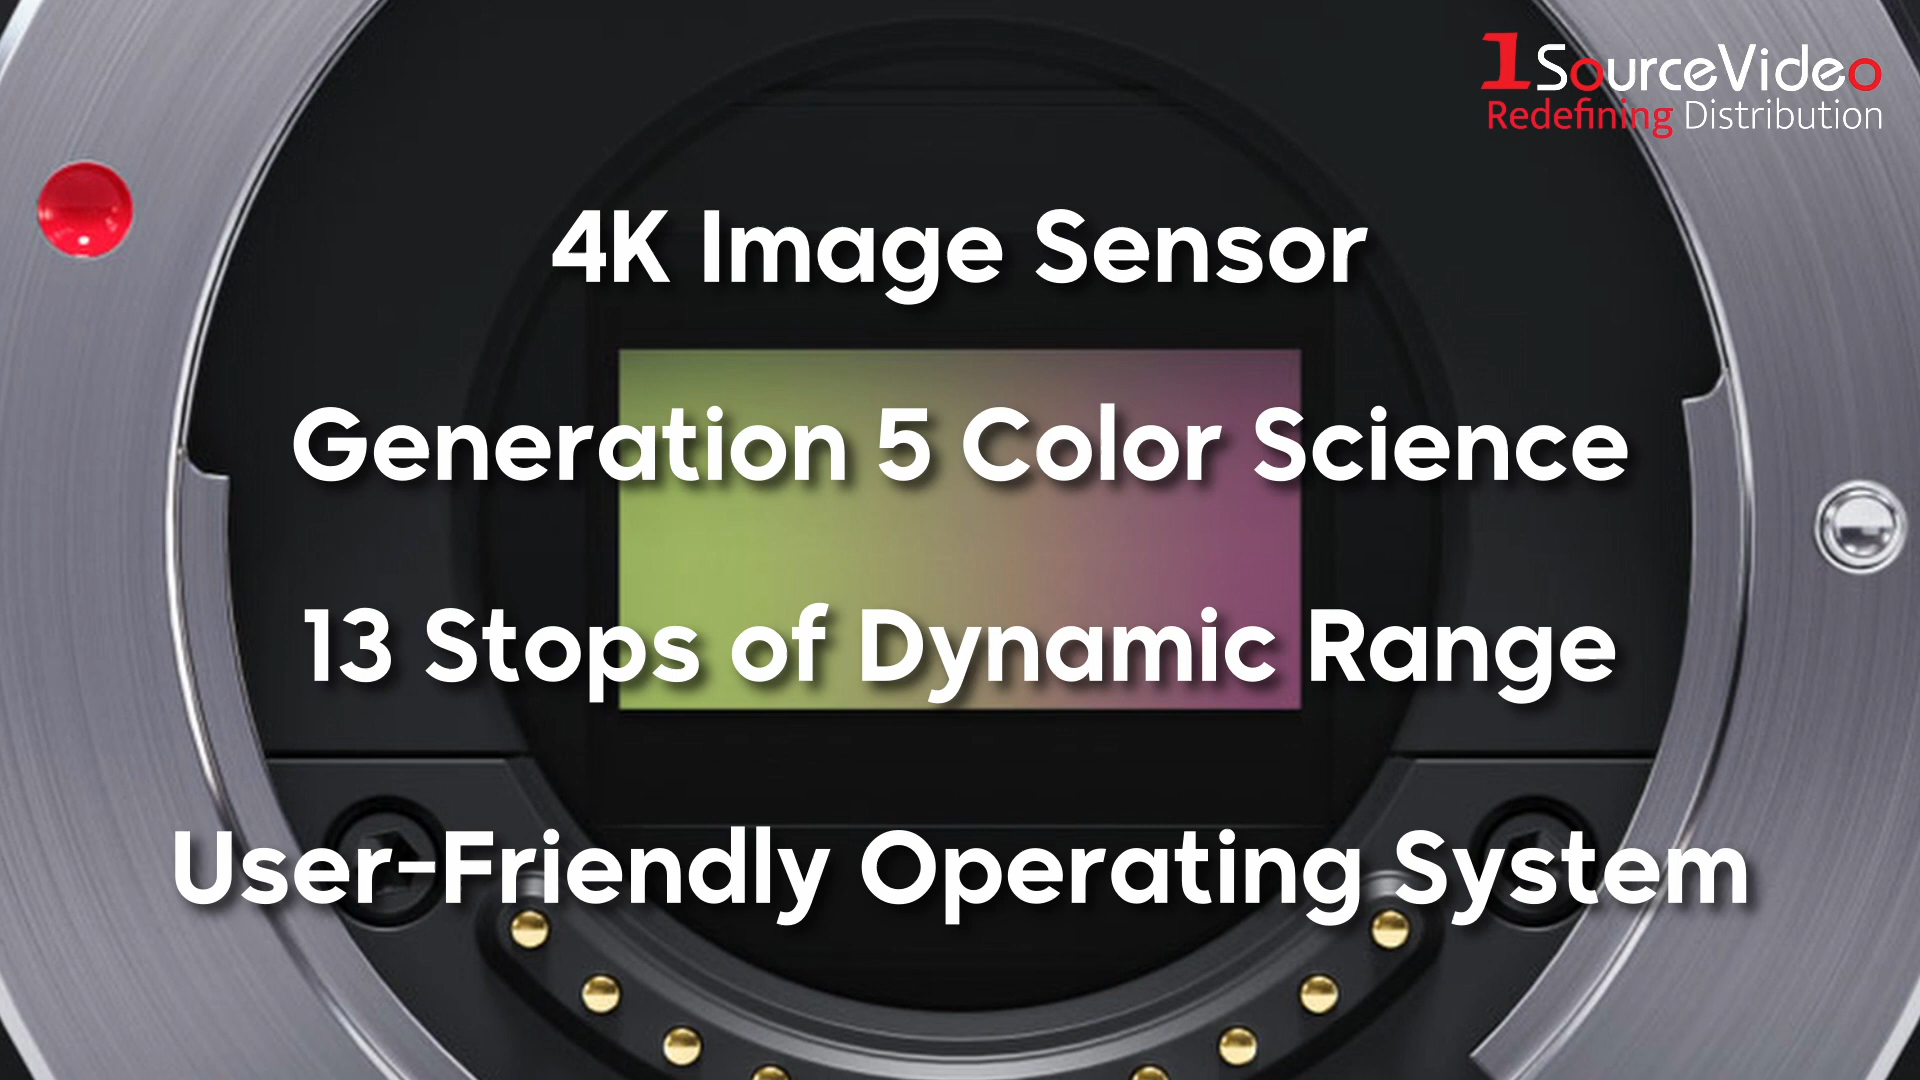 1SourceVideo
Redefining Distribution
4K Image Sensor
Generation 5 Color Science
13 Stops of Dynamic Range
User-Friendly Operating System